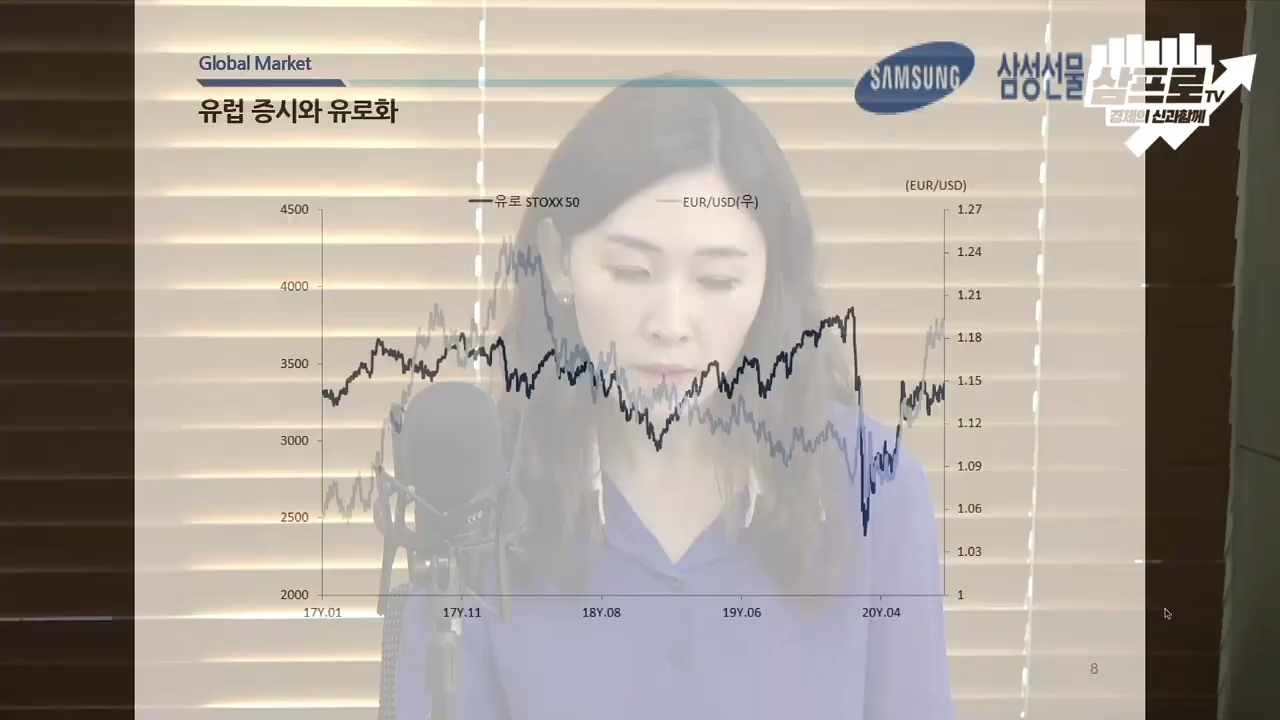 Global Market
SAMSUNG 삼성선물
삼프로TV
경제의 신과함께
유럽 증시와 유로화
(EUR/USD)
유로 STOXX 50
EUR/USD(우)
4500
4000
3500
3000
2500
2000
1.27
1.24
1.21
1.18
1.15
1.12
1.09
1.06
1.03
1
17Y.01
17Y.11
18Y.08
19Y.06
20Y.04
8